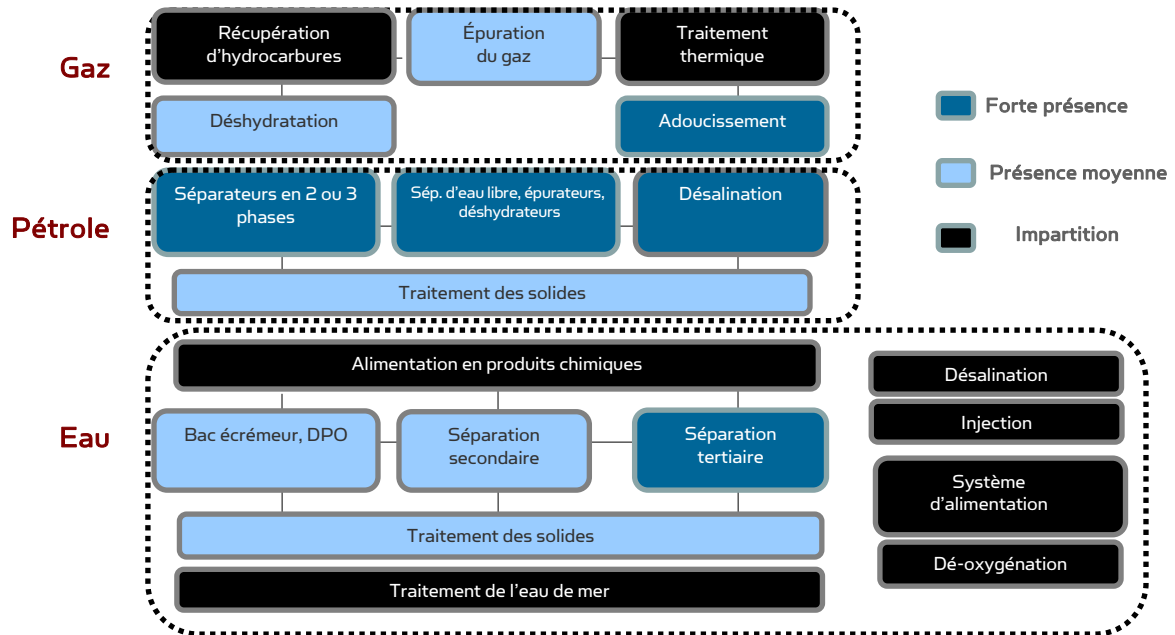 Gaz
Récupération
d'hydrocarbures
Épuration
du gaz
Traitement
thermique
Déshydratation
Adoucissement
Forte présence
Présence moyenne
Impartition
Pétrole
Séparateurs en 2 ou 3
phases
Sép. d'eau libre, épurateurs,
déshydrateurs
Désalination
Traitement des solides
Eau
Alimentation en produits chimiques
Bac écrémeur, DPO
Séparation
secondaire
Séparation
tertiaire
Traitement des solides
Traitement de l'eau de mer
Désalination
Injection
Système
d'alimentation
Dé-oxygénation